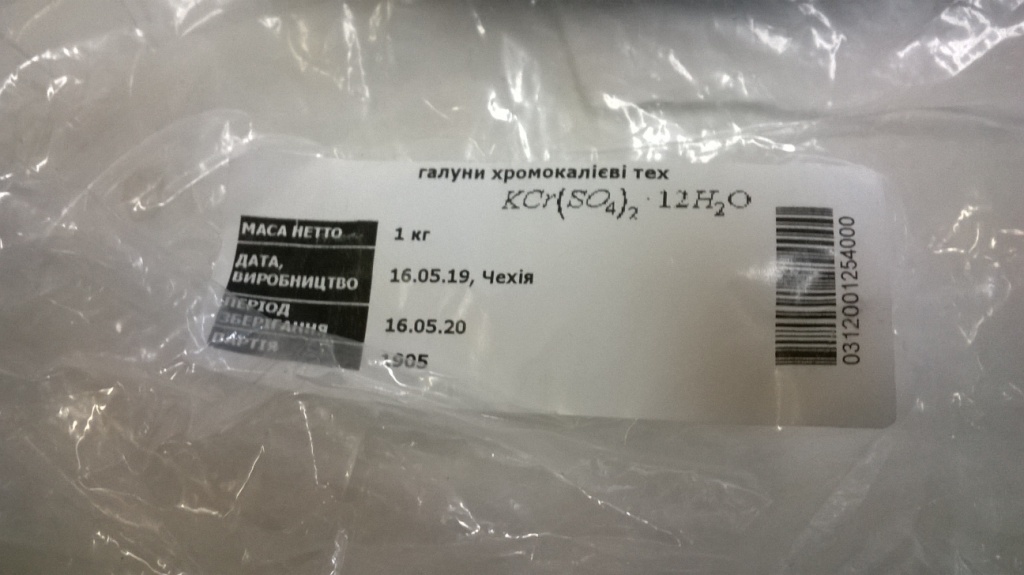 галуни хромокалієві тех
KCr(SO₄)₂ · 12H₂O
МАСА НЕТТО 1 кг
ДАТА,
ВИРОБНИЦТВО 16.05.19, Чехія
ПЕРІОД
ЗБЕРІГАННЯ 16.05.20
ПАРТІЯ 1905
0312001254000